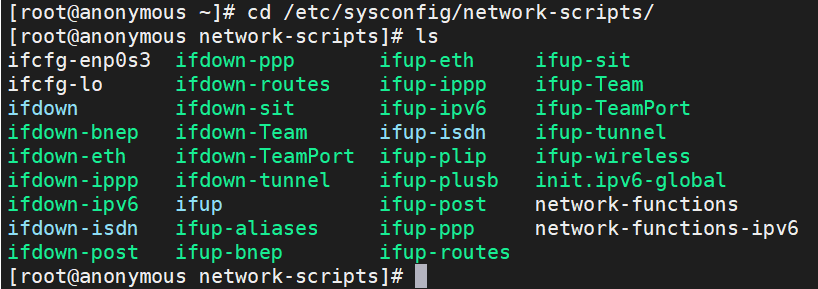 [root@anonymous ~]# cd /etc/sysconfig/network-scripts/
[root@anonymous network-scripts]# ls
ifcfg-enp0s3  ifdown-ppp       ifup-eth     ifup-sit
ifcfg-lo      ifdown-routes    ifup-ippp    ifup-Team
ifdown        ifdown-sit       ifup-ipv6    ifup-TeamPort
ifdown-bnep   ifdown-Team      ifup-isdn    ifup-tunnel
ifdown-eth    ifdown-TeamPort  ifup-plip    ifup-wireless
ifdown-ippp   ifdown-tunnel    ifup-plusb   init.ipv6-global
ifdown-ipv6   ifup             ifup-post    network-functions
ifdown-isdn   ifup-aliases     ifup-ppp     network-functions-ipv6
ifdown-post   ifup-bnep        ifup-routes
[root@anonymous network-scripts]#